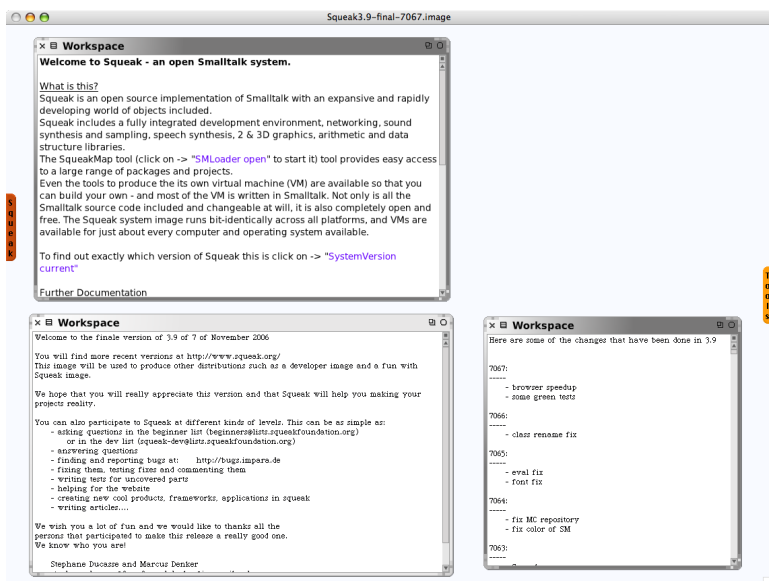 Squeak3.9-final-7067.image
Workspace
Welcome to Squeak - an open Smalltalk system.
What is this?
Squeak is an open source implementation of Smalltalk with an expansive and rapidly
developing world of objects included.
Squeak includes a fully integrated development environment, networking, sound
synthesis and sampling, speech synthesis, 2 & 3D graphics, arithmetic and data
structure libraries.
The SqueakMap tool (click on -> "SMLoader open" to start it) tool provides easy access
to a large range of packages and projects.
Even the tools to produce the its own virtual machine (VM) are available so that you
can build your own - and most of the VM is written in Smalltalk. Not only is all the
Smalltalk source code included and changeable at will, it is also completely open and
free. The Squeak system image runs bit-identically across all platforms, and VMs are
available for just about every computer and operating system available.
To find out exactly which version of Squeak this is click on -> "SystemVersion
current"
Further Documentation
Squeak
Tools
Workspace
Welcome to the finale version of 3.9 of 7 of November 2006
You will find more recent versions at http://www.squeak.org/
This image will be used to produce other distributions such as a developer image and a fun with
Squeak image.
We hope that you will really appreciate this version and that Squeak will help you making your
projects reality.
You can also participate to Squeak at different kinds of levels. This can be as simple as:
- asking questions in the beginner list (beginners@lists.squeakfoundation.org)
or in the dev list (squeak-dev@lists.squeakfoundation.org)
- answering questions
- finding and reporting bugs at: http://bugs.impara.de
- fixing them, testing fixes and commenting them
- writing tests for uncovered parts
- helping for the website
- creating new cool products, frameworks, applications in squeak
- writing articles....
We wish you a lot of fun and we would like to thanks all the
persons that participated to make this release a really good one.
We know who you are!
Stephane Ducasse and Marcus Denker
Workspace
Here are some of the changes that have been done in 3.9
7067:
-----
- browser speedup
- some green tests
7066:
-----
- class rename fix
7065:
-----
- eval fix
- font fix
7064:
-----
- fix MC repository
- fix color of SM
7063:
-----